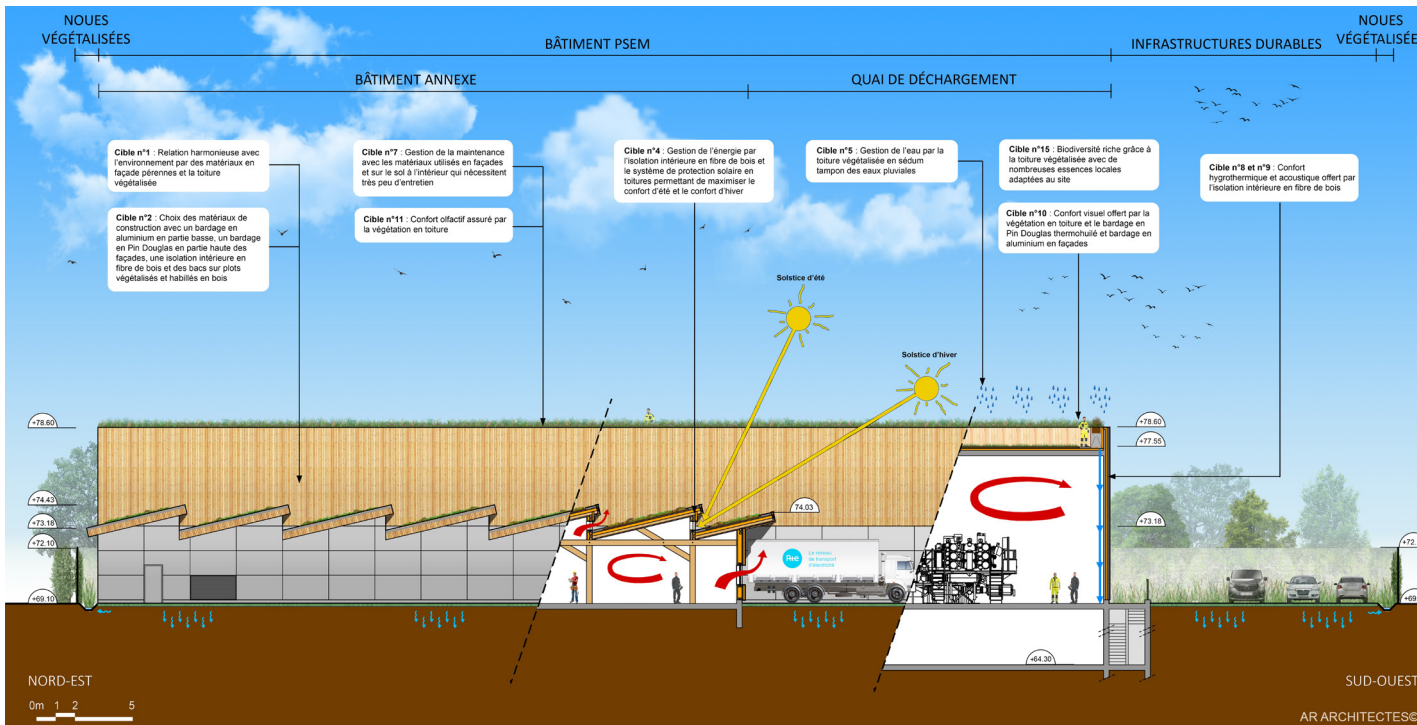 NOUES
VÉGÉTALISÉES
BÂTIMENT PSEM
INFRASTRUCTURES DURABLES
NOUES
VÉGÉTALISÉE
BÂTIMENT ANNEXE
QUAI DE DÉCHARGEMENT
Cible n°1 : Relation harmonieuse avec
l'environnement par des matériaux en
façade pérennes et la toiture
végétalisée
Cible n°2 : Choix des matériaux de
construction avec un bardage en
aluminium en partie basse, un bardage
en Pin Douglas en partie haute des
façades, une isolation intérieure en
fibre de bois et des bacs sur plots
végétalisés et habillés en bois
Cible n°7 : Gestion de la maintenance
avec les matériaux utilisés en façades
et sur le sol à l'intérieur qui nécessitent
très peu d'entretien
Cible n°11 : Confort olfactif assuré par
la végétation en toiture
Cible n°4 : Gestion de l'énergie par
l'isolation intérieure en fibre de bois et
le système de protection solaire en
toitures permettant de maximiser le
confort d'été et le confort d'hiver
Cible n°5 : Gestion de l'eau par la
toiture végétalisée en sédum
tampon des eaux pluviales
Cible n°15 : Biodiversité riche grâce à
la toiture végétalisée avec de
nombreuses essences locales
adaptées au site
Cible n°10 : Confort visuel offert par la
végétation en toiture et le bardage en
Pin Douglas thermohuilé et bardage en
aluminium en façades
Cible n°8 et n°9 : Confort
hygrothermique et acoustique offert par
l'isolation intérieure en fibre de bois
Solstice d'été
Solstice d'hiver
+78.60
+74.43
+73.18
+72.10
+69.10
74.03
+78.60
+77.55
+73.18
+72.
+69.
+64.30
Rte
Le réseau
de transport
d'électricité
NORD-EST
SUD-OUEST
0m 1 2 5
AR ARCHITECTES©